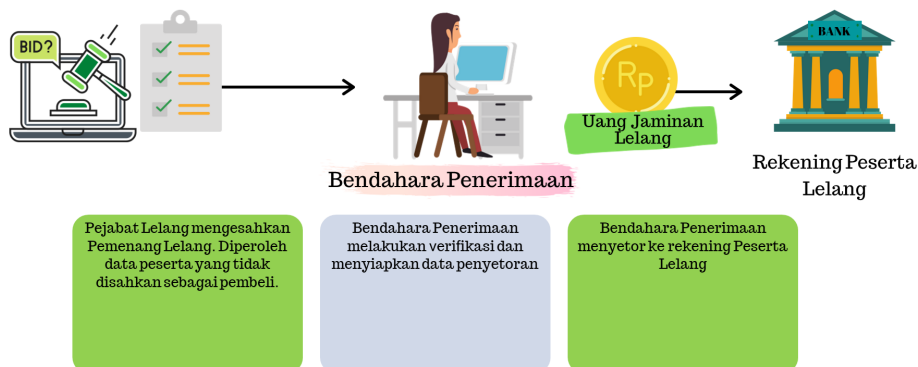 BID?
BANK
Rp
Uang Jaminan
Lelang
Bendahara Penerimaan
Rekening Peserta
Lelang
Pejabat Lelang mengesahkan
Pemenang Lelang. Diperoleh
data peserta yang tidak
disahkan sebagai pembeli.
Bendahara Penerimaan
melakukan verifikasi dan
menyiapkan data penyetoran
Bendahara Penerimaan
menyetor ke rekening Peserta
Lelang